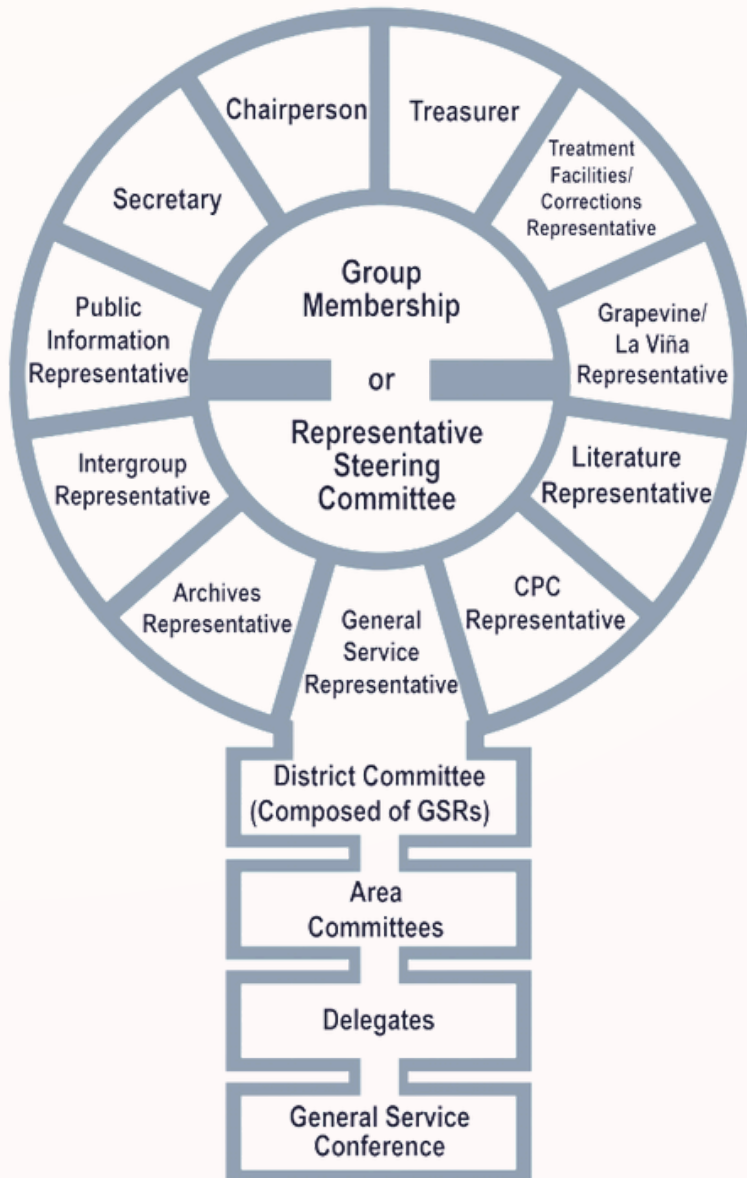 Chairperson
Treasurer
Secretary
Treatment
Facilities/
Corrections
Representative
Public
Information
Representative
Group
Membership
or
Representative
Steering
Committee
Grapevine/
La Viña
Representative
Intergroup
Representative
Literature
Representative
Archives
Representative
General
Service
Representative
CPC
Representative
District Committee
(Composed of GSRs)
Area
Committees
Delegates
General Service
Conference